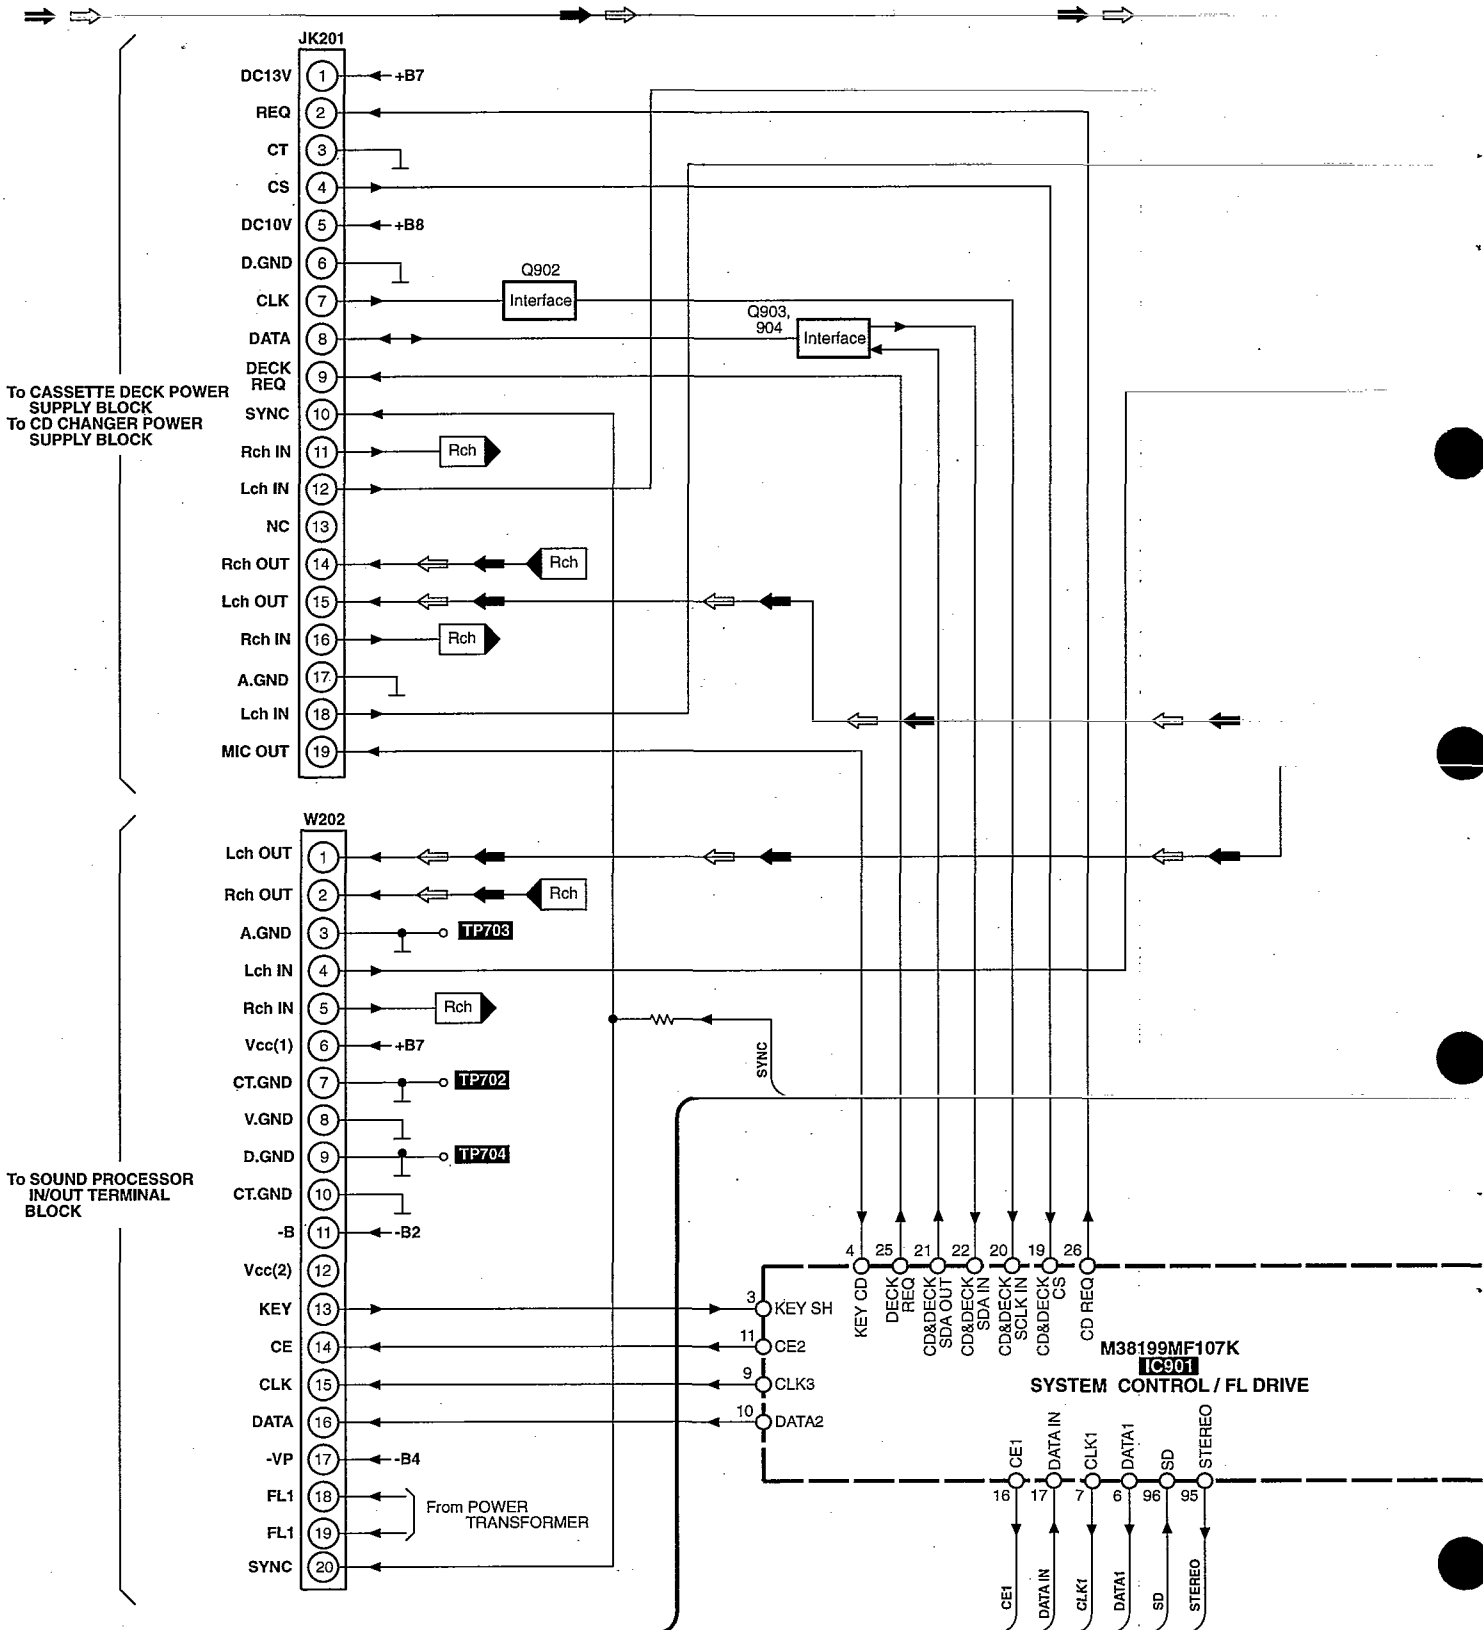 JK201
DC13V 1 +B7
REQ 2
CT 3
CS 4
DC10V 5 +B8
D.GND 6
Q902
CLK 7 Interface
Q903,
904
DATA 8 Interface
DECK
REQ 9
To CASSETTE DECK POWER
SUPPLY BLOCK
To CD CHANGER POWER
SUPPLY BLOCK
SYNC 10
Rch IN 11 Rch
Lch IN 12
NC 13
Rch OUT 14 Rch
Lch OUT 15
Rch IN 16 Rch
A.GND 17
Lch IN 18
MIC OUT 19
W202
Lch OUT 1
Rch OUT 2 Rch
A.GND 3 TP703
Lch IN 4
Rch IN 5 Rch
Vcc(1) 6 +B7
SYNC
CT.GND 7 TP702
V.GND 8
D.GND 9 TP704
To SOUND PROCESSOR
IN/OUT TERMINAL
BLOCK
CT.GND 10
-B 11 -B2
Vcc(2) 12
KEY 13
CE 14
CLK 15
DATA 16
-VP 17 -B4
FL1 18
FL1 19
From POWER
TRANSFORMER
SYNC 20
4 25 21 22 20 19 26
KEY CD
DECK
REQ
CD&DECK
SDA OUT
CD&DECK
SDA IN
CD&DECK
SCLK IN
CD&DECK
CS
CD REQ
3 KEY SH
11 CE2
9 CLK3
10 DATA2
M38199MF107K
IC901
SYSTEM CONTROL / FL DRIVE
CE1
DATA IN
CLK1
DATA1
SD
STEREO
16 17 7 6 96 95
CE1
DATA IN
CLK1
DATA1
SD
STEREO